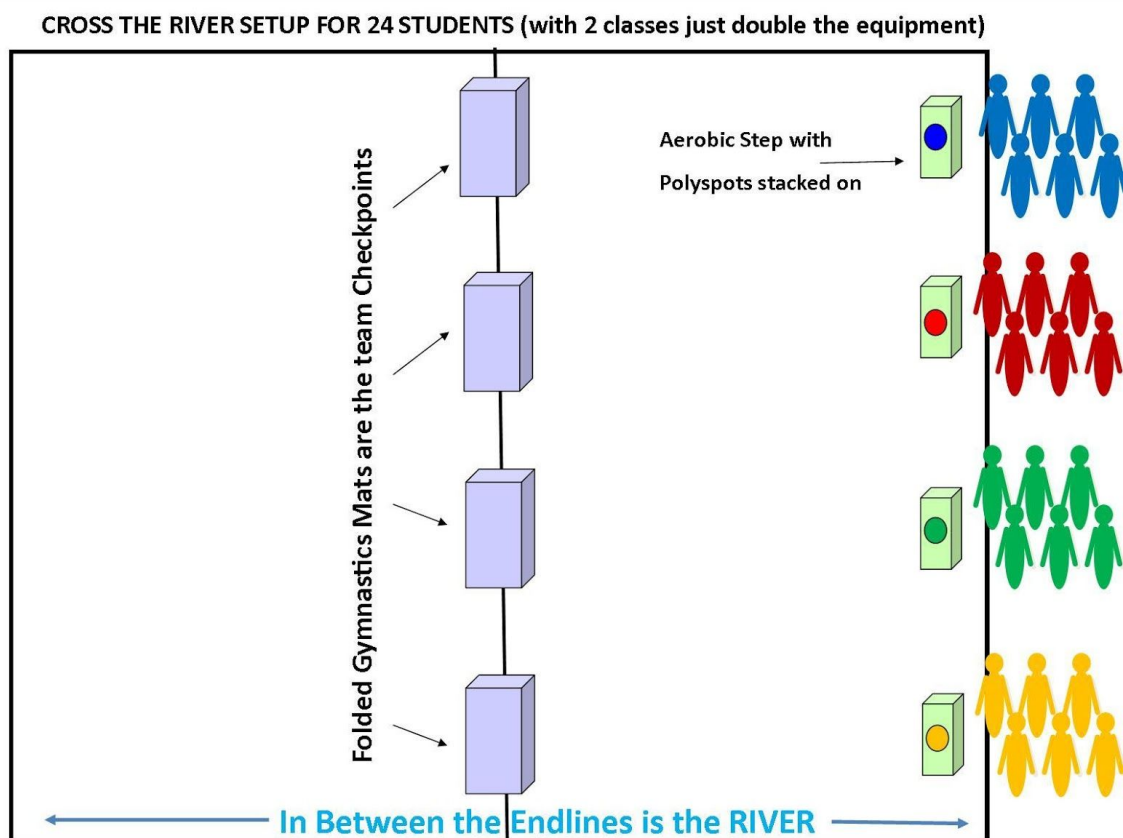 CROSS THE RIVER SETUP FOR 24 STUDENTS (with 2 classes just double the equipment)
Aerobic Step with
Polyspots stacked on
Folded Gymnastics Mats are the team Checkpoints
In Between the Endlines is the RIVER